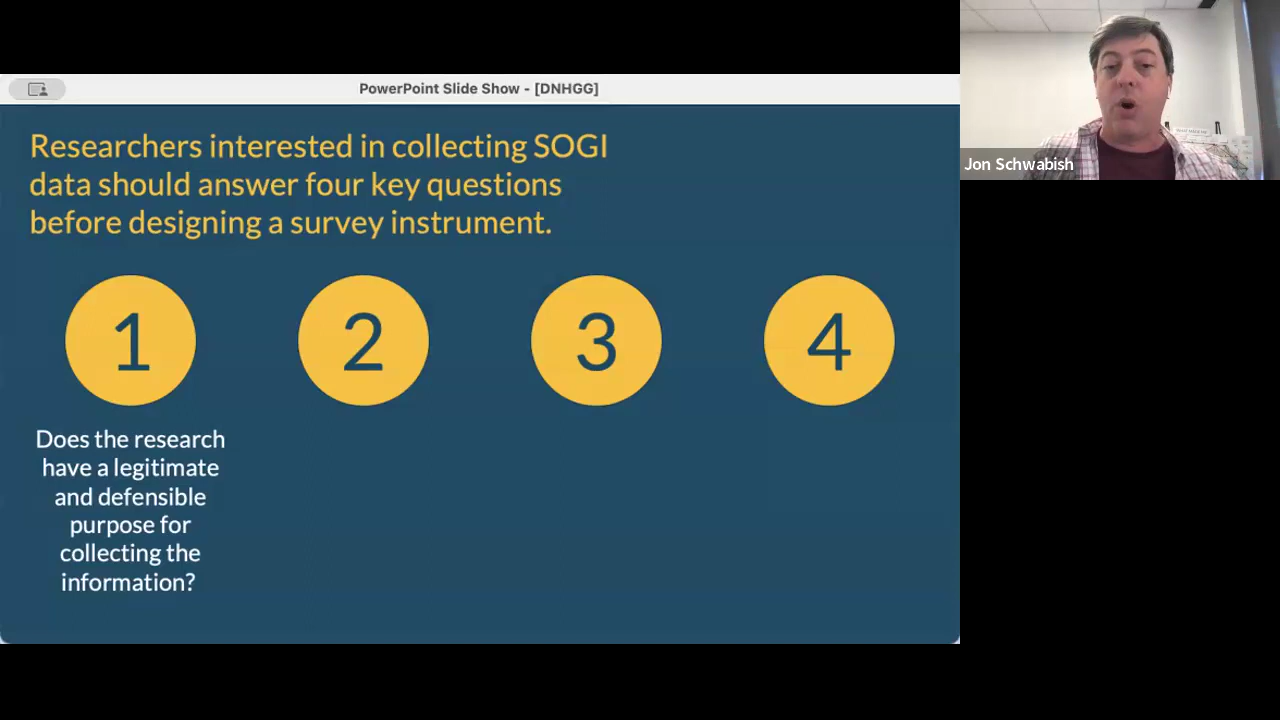 PowerPoint Slide Show - [DNHGG]
Researchers interested in collecting SOGI
data should answer four key questions
before designing a survey instrument.
1
2
3
4
Does the research
have a legitimate
and defensible
purpose for
collecting the
information?
Jon Schwabish